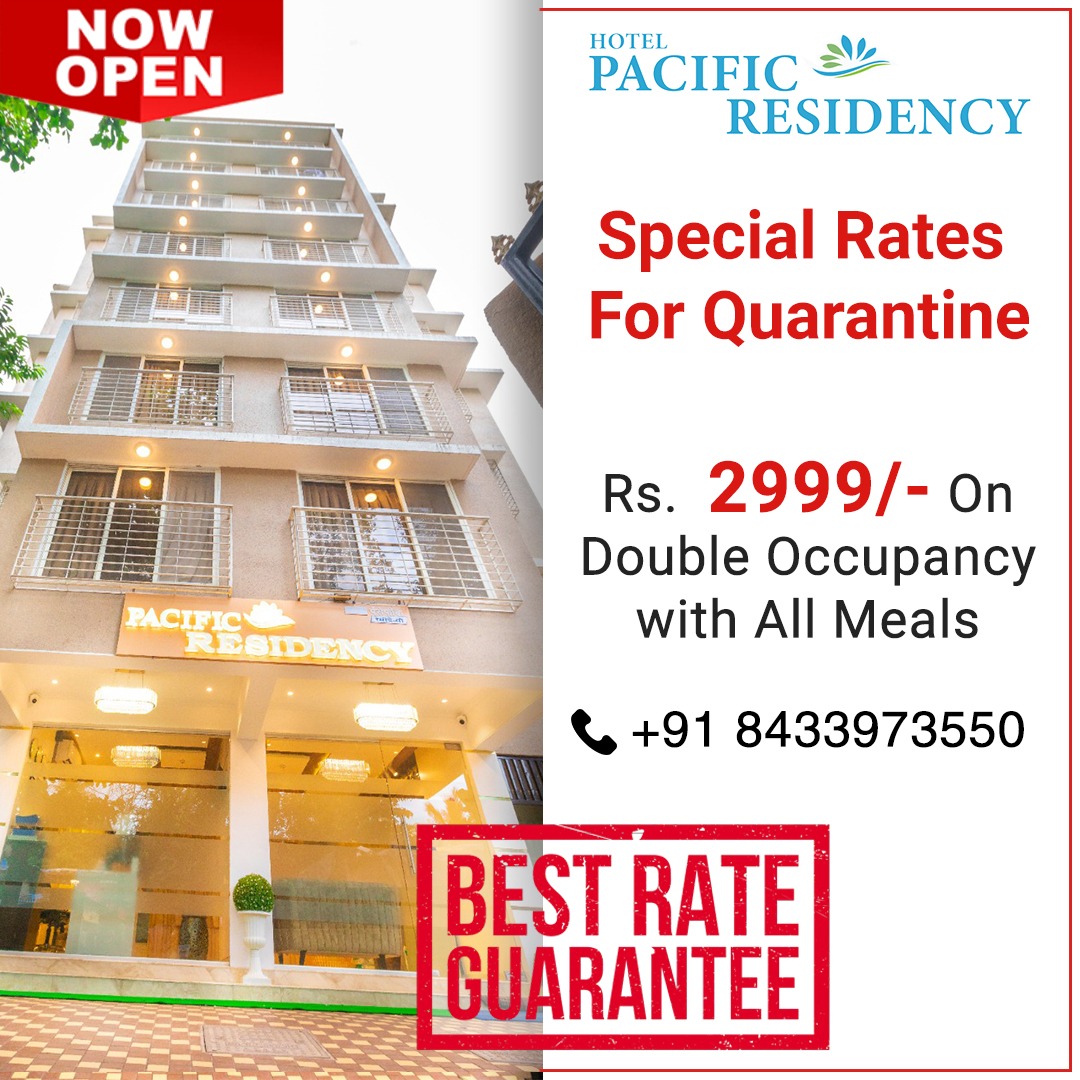 NOW
OPEN
HOTEL
PACIFIC
RESIDENCY
Special Rates
For Quarantine
Rs. 2999/- On
Double Occupancy
with All Meals
+91 8433973550
PACIFIC
RESIDENCY
BEST RATE
GUARANTEE